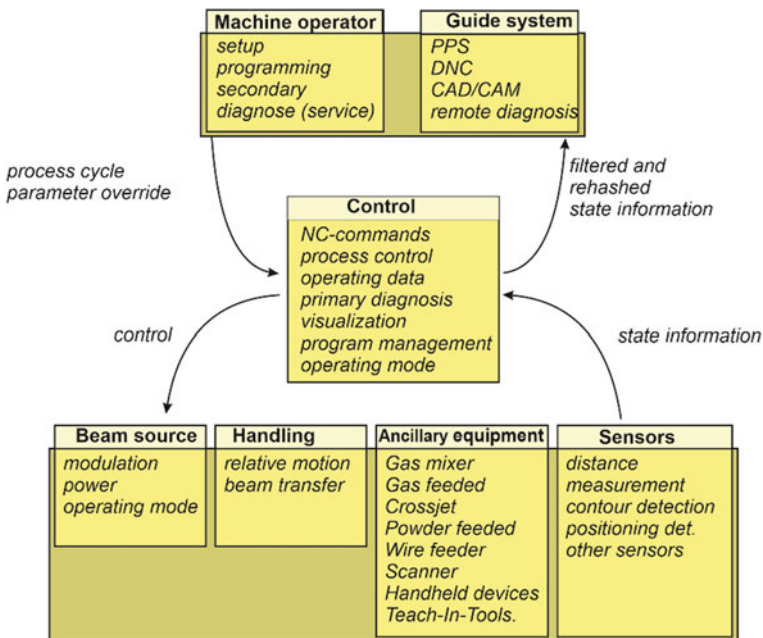 Machine operator
setup
programming
secondary
diagnose (service)
Guide system
PPS
DNC
CAD/CAM
remote diagnosis
process cycle
parameter override
filtered and
rehashed
state information
Control
NC-commands
process control
operating data
primary diagnosis
visualization
program management
operating mode
control
state information
Beam source
modulation
power
operating mode
Handling
relative motion
beam transfer
Ancillary equipment
Gas mixer
Gas feeded
Crossjet
Powder feeded
Wire feeder
Scanner
Handheld devices
Teach-In-Tools.
Sensors
distance
measurement
contour detection
positioning det.
other sensors